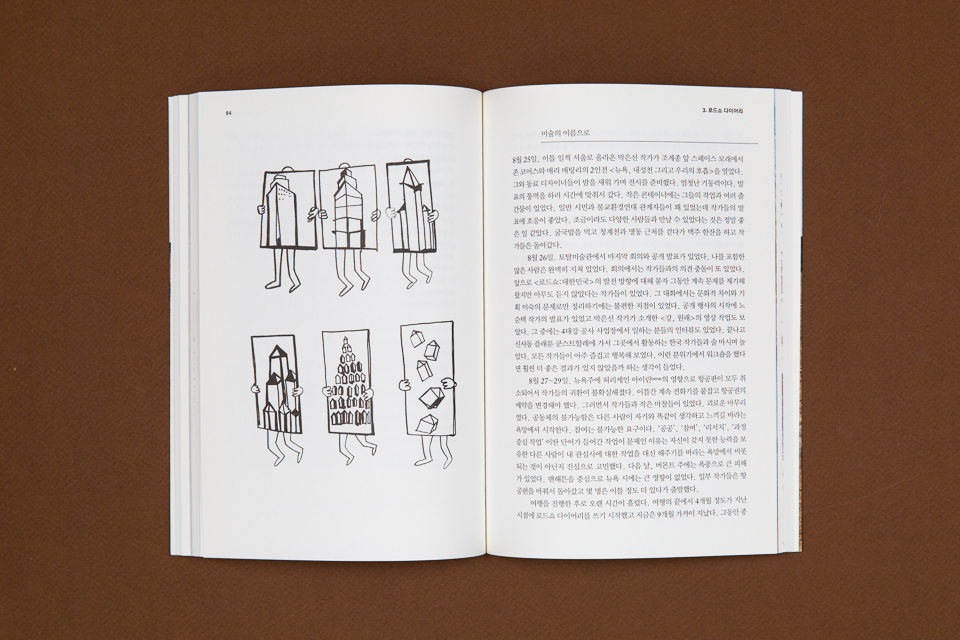 94
3. 로드쇼 다이어리
미술의 이름으로
8월 25일, 이틀 일찍 서울로 올라온 박은선 작가가 조계종 앞 스페이스 모래에서
존 코어스와 배리 매딜리의 2인전 <뉴욕, 내성천 그리고 우리의 호흡>을 열었다.
그와 동료 디자이너들이 밤을 새워 가며 전시를 준비했다. 엄청난 기동력이다. 발
표의 통역을 하러 시간에 맞춰서 갔다. 작은 콘테이너에는 그들의 작업과 여러 출
간물이 있었다. 일반 시민과 불교환경연대 관계자들이 꽤 있었는데 작가들의 발
표에 호응이 좋았다. 조금이라도 다양한 사람들과 만날 수 있었다는 것은 정말 좋
은 일 같았다. 굴국밥을 먹고 청계천과 명동 근처를 걷다가 맥주 한잔을 하고 작
가들은 돌아갔다.
8월 26일. 토탈미술관에서 마지막 회의와 공개 발표가 있었다. 나를 포함한
많은 사람은 완벽히 지쳐 있었다. 회의에서는 작가들과의 의견 충돌이 또 있었다.
앞으로 <로드쇼: 대한민국>의 발전 방향에 대해 묻자 그동안 계속 문제를 제기해
왔지만 아무도 듣지 않았다는 작가들이 있었다. 그 대화에서는 문화적 차이와 기
획 미숙의 문제로만 정리하기에는 불편한 지점이 있었다. 공개 행사의 시작에 노
순택 작가의 발표가 있었고 박은선 작가가 소개한 <강, 원래>의 영상 작업도 보
았다. 그 중에는 4대강 공사 사업장에서 일하는 분들의 인터뷰도 있었다. 끝나고
신사동 플래툰 쿤스트할레에 가서 그곳에서 활동하는 한국 작가들과 술 마시며 놀
았다. 모든 작가들이 아주 즐겁고 행복해 보였다. 이런 분위기에서 워크숍을 했다
면 훨씬 더 좋은 결과가 있지 않았을까 하는 생각이 들었다.
8월 27~29일. 뉴욕주에 허리케인 아이린의 영향으로 항공편이 모두 취
소되어서 작가들의 귀환이 불확실해졌다. 이틀간 계속 전화기를 붙잡고 항공권의
예약을 변경해야 했다. 그러면서 작가들과 작은 마찰들이 있었다. 괴로운 마무리
였다. 공동체의 불가능함은 다른 사람이 자기와 똑같이 생각하고 느끼길 바라는
욕망에서 시작한다. 참여는 불가능한 요구이다. ‘공공’, ‘참여’, ‘리서치’, ‘과정
중심 작업’ 이란 단어가 들어간 작업이 문제인 이유는 자신이 갖지 못한 능력을 보
유한 다른 사람이 내 관심사에 대한 작업을 대신 해주기를 바라는 욕망에서 비롯
되는 것이 아닌지 진심으로 고민했다. 다음 날, 버몬트 주에는 폭풍으로 큰 피해
가 있었다. 맨해튼을 중심으로 뉴욕 시에는 큰 영향이 없었다. 일부 작가들은 항
공편을 바꿔서 돌아갔고 몇 명은 이틀 정도 더 있다가 출발했다.
여행을 진행한 후로 오랜 시간이 흘렀다. 여행의 끝에서 4개월 정도가 지난
시점에 로드쇼 다이어리를 쓰기 시작했고 지금은 9개월 가까이 지났다. 그동안 종